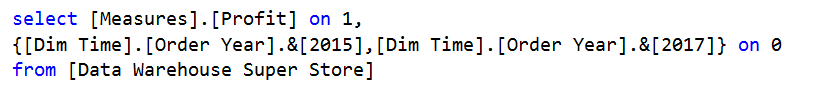 select [Measures].[Profit] on 1,
{[Dim Time].[Order Year].&[2015],[Dim Time].[Order Year].&[2017]} on 0
from [Data Warehouse Super Store]